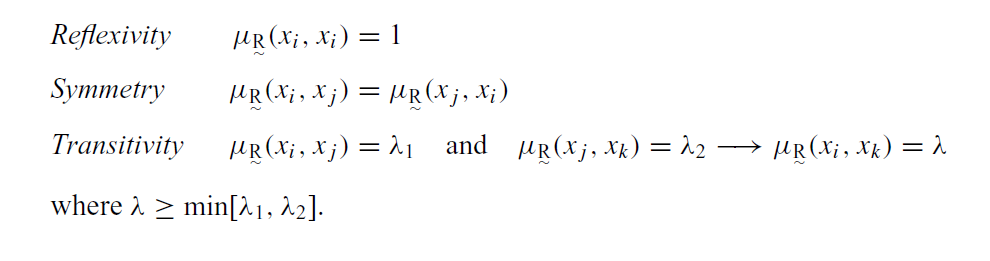 Reflexivity μR̰(xᵢ, xᵢ) = 1
Symmetry μR̰(xᵢ, xⱼ) = μR̰(xⱼ, xᵢ)
Transitivity μR̰(xᵢ, xⱼ) = λ₁ and μR̰(xⱼ, xₖ) = λ₂ ⟶ μR̰(xᵢ, xₖ) = λ
where λ ≥ min[λ₁, λ₂].